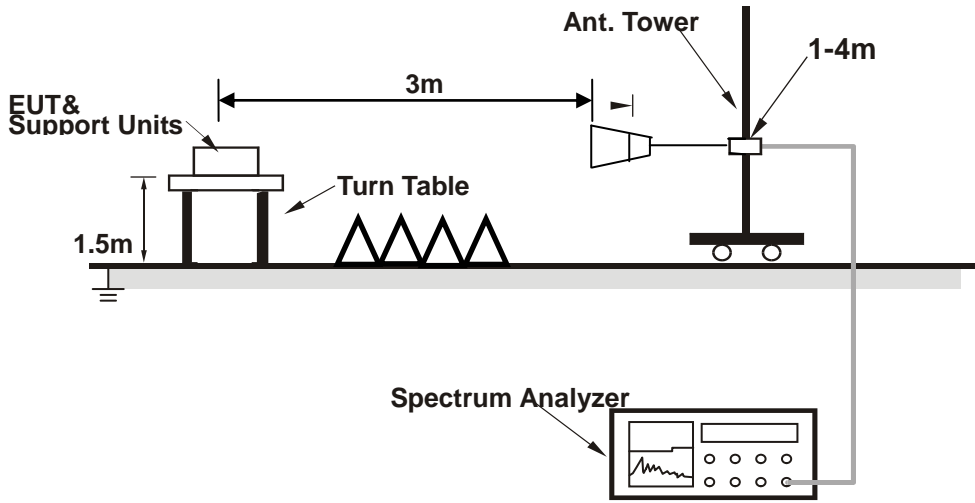 Ant. Tower
1-4m
3m
EUT&
Support Units
Turn Table
1.5m
Spectrum Analyzer